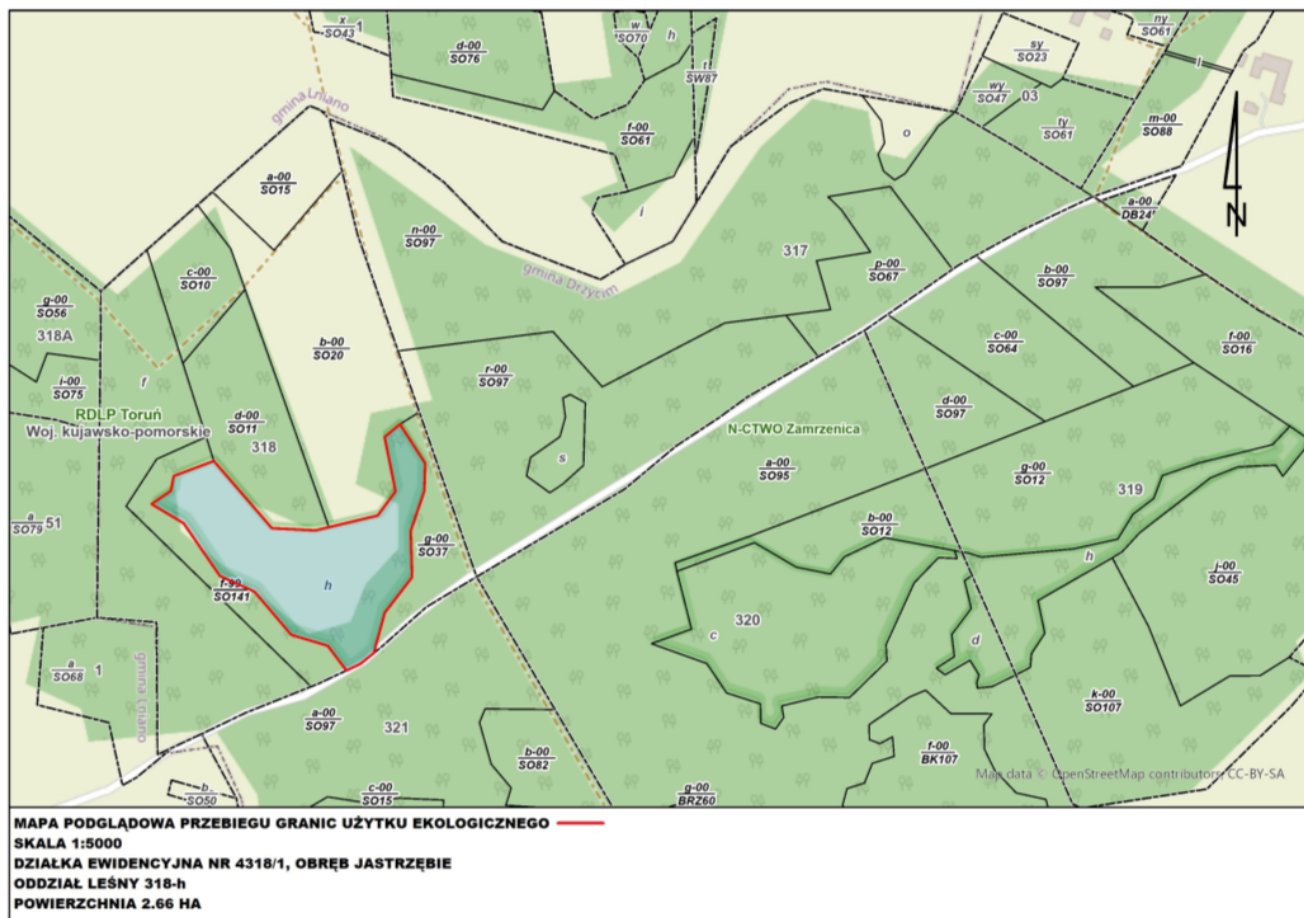 x
SO43
1
d-00
SO76
w
SO70
h
t
SW87
sy
SO23
ny
SO61
l
gmina Lniano
f-00
SO61
wy
SO47
03
ty
SO61
m-00
SO88
o
a-00
SO15
i
a-00
DB24
n-00
SO97
317
gmina Drzycim
c-00
SO10
p-00
SO67
b-00
SO97
N
g-00
SO56
318A
b-00
SO20
c-00
SO64
f-00
SO16
i-00
SO75
f
r-00
SO97
RDLP Toruń
Woj. kujawsko-pomorskie
d-00
SO11
318
d-00
SO97
N-CTWO Zamrzenica
s
a-00
SO95
g-00
SO12
319
a
SO79
51
b-00
SO12
g-00
SO37
h
f-99
SO141
h
j-00
SO45
320
c
d
a
SO68
1
gmina Lniano
k-00
SO107
a-00
SO97
321
b-00
SO82
f-00
BK107
Map data © OpenStreetMap contributors, CC-BY-SA
b
SO50
c-00
SO15
g-00
BRZ60
MAPA PODGLĄDOWA PRZEBIEGU GRANIC UŻYTKU EKOLOGICZNEGO
SKALA 1:5000
DZIAŁKA EWIDENCYJNA NR 4318/1, OBRĘB JASTRZĘBIE
ODDZIAŁ LEŚNY 318-h
POWIERZCHNIA 2.66 HA